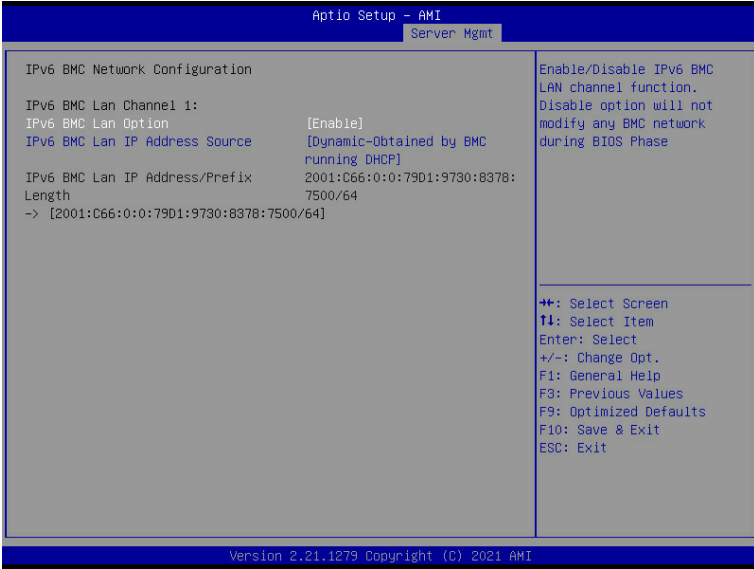 Aptio Setup – AMI
Server Mgmt
IPv6 BMC Network Configuration
IPv6 BMC Lan Channel 1:
IPv6 BMC Lan Option [Enable]
IPv6 BMC Lan IP Address Source [Dynamic-Obtained by BMC
running DHCP]
IPv6 BMC Lan IP Address/Prefix 2001:C66:0:0:79D1:9730:8378:
Length 7500/64
-> [2001:C66:0:0:79D1:9730:8378:7500/64]
Enable/Disable IPv6 BMC
LAN channel function.
Disable option will not
modify any BMC network
during BIOS Phase
→←: Select Screen
↑↓: Select Item
Enter: Select
+/-: Change Opt.
F1: General Help
F3: Previous Values
F9: Optimized Defaults
F10: Save & Exit
ESC: Exit
Version 2.21.1279 Copyright (C) 2021 AMI